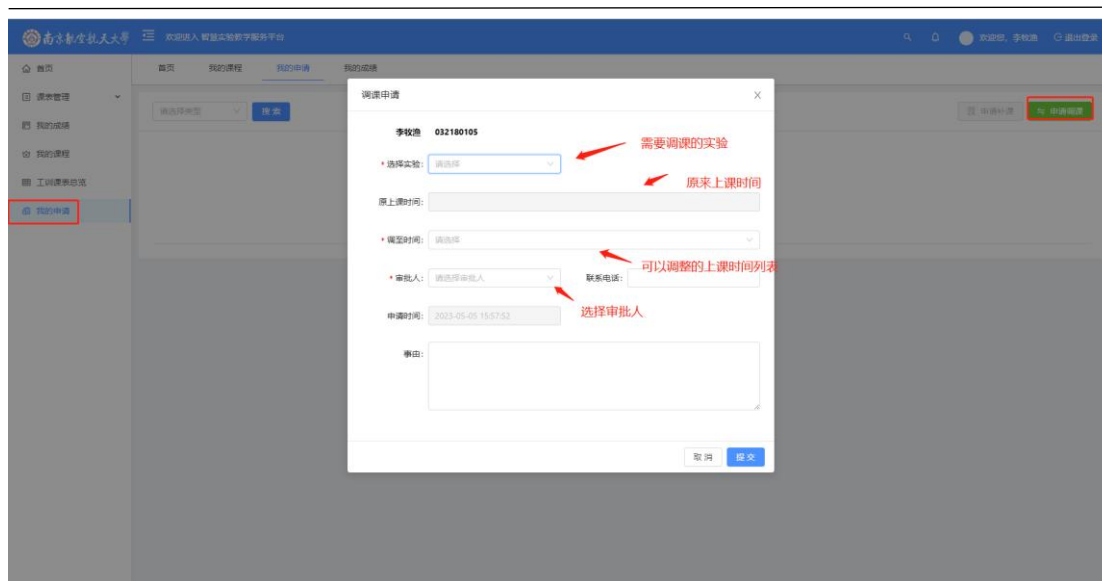 南京航空航天大学 欢迎进入 智慧实验教学服务平台 欢迎您，李牧渔 退出登录
首页 首页 我的课程 我的申请 我的成绩
课表管理
请选择类型 搜索 申请补课 申请调课
我的成绩
我的课程
工训课表总览
我的申请
调课申请
李牧渔 032180105
需要调课的实验
* 选择实验: 请选择
原来上课时间
原上课时间:
* 调至时间: 请选择
可以调整的上课时间列表
* 审批人: 请选择审批人 联系电话:
选择审批人
申请时间: 2023-05-05 15:57:52
事由:
取消 提交